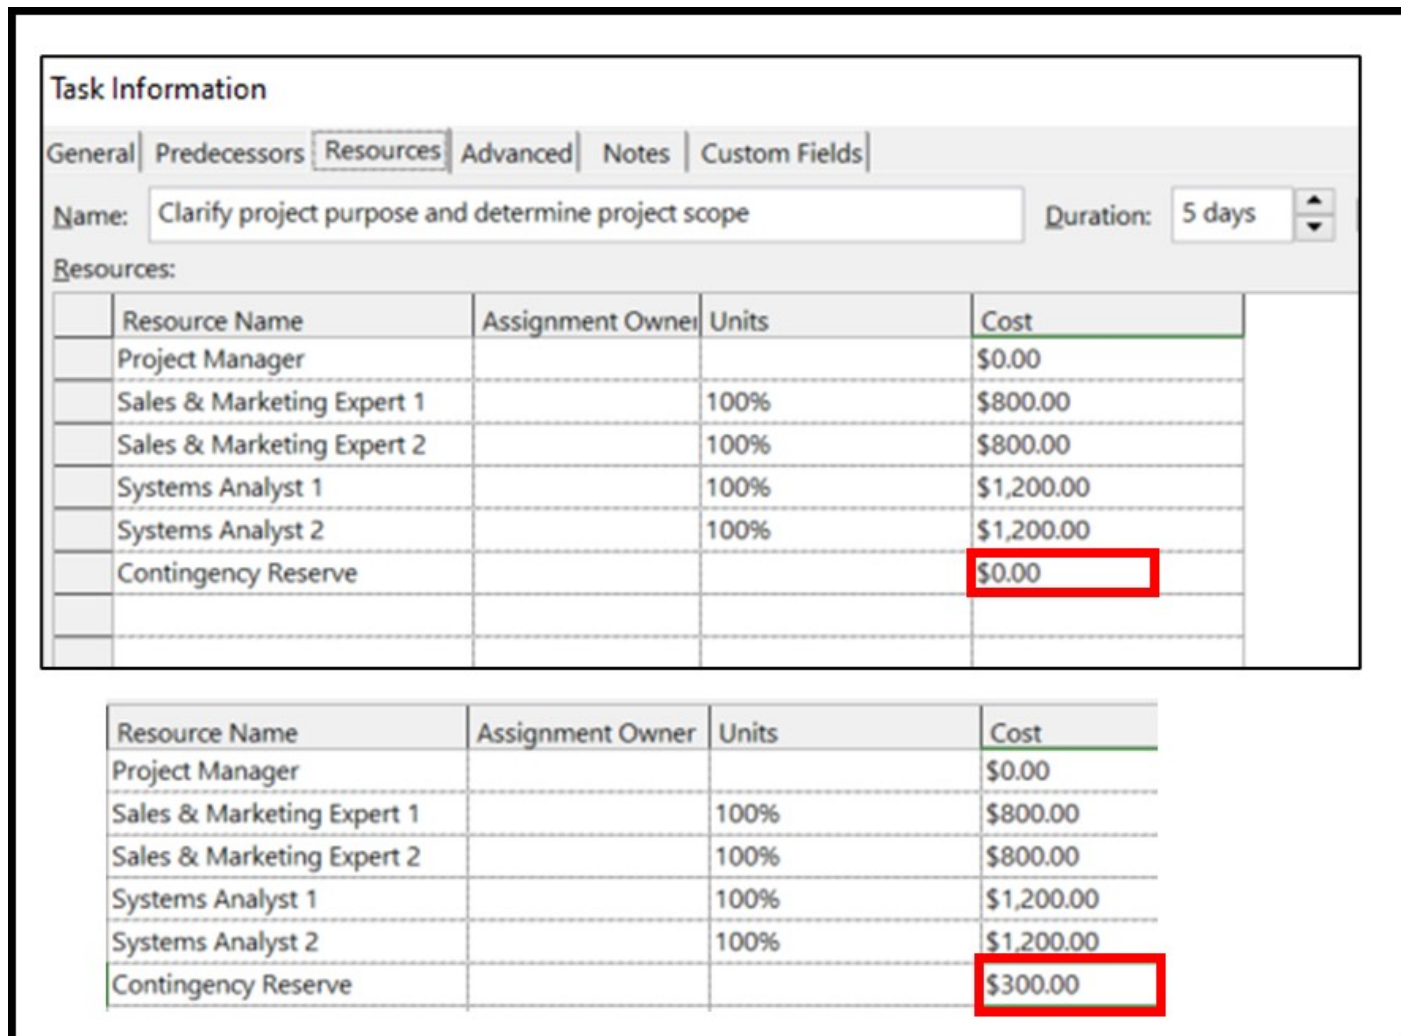 Task Information
General Predecessors Resources Advanced Notes Custom Fields
Name: Clarify project purpose and determine project scope Duration: 5 days
Resources:
Resource Name Assignment Owner Units Cost
Project Manager $0.00
Sales & Marketing Expert 1 100% $800.00
Sales & Marketing Expert 2 100% $800.00
Systems Analyst 1 100% $1,200.00
Systems Analyst 2 100% $1,200.00
Contingency Reserve $0.00
Resource Name Assignment Owner Units Cost
Project Manager $0.00
Sales & Marketing Expert 1 100% $800.00
Sales & Marketing Expert 2 100% $800.00
Systems Analyst 1 100% $1,200.00
Systems Analyst 2 100% $1,200.00
Contingency Reserve $300.00